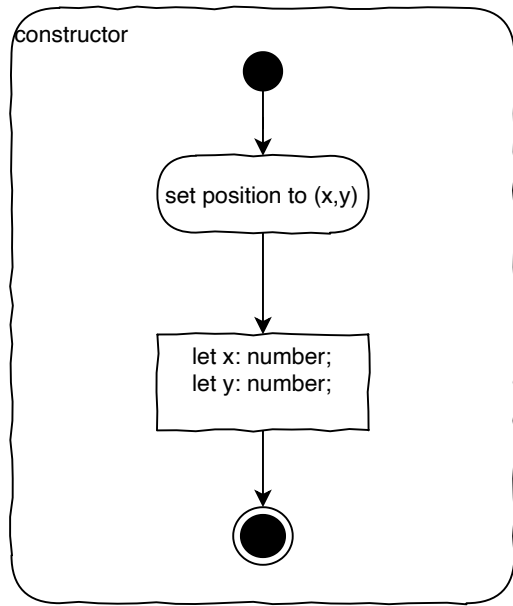 constructor
set position to (x,y)
let x: number;
let y: number;